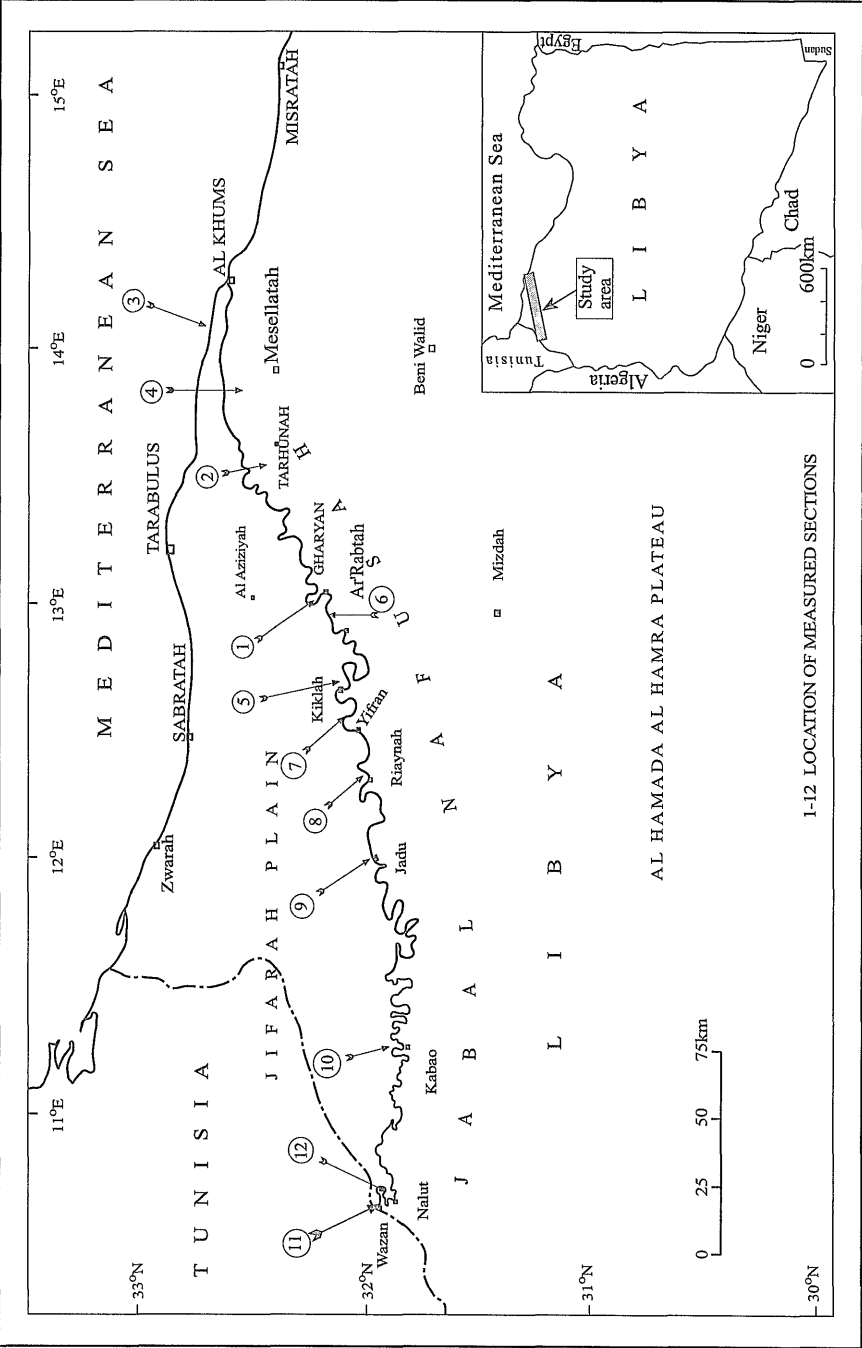 11°E
12°E
13°E
14°E
15°E
33°N
32°N
31°N
30°N
MEDITERRANEAN SEA
TUNISIA
Zwarah
SABRATAH
TARABULUS
AL KHUMS
MISRATAH
JIFARAH PLAIN
Al Aziziyah
Mesellatah
TARHUNAH
GHARYAN
Ar'Rabtah
Kiklah
Yifran
Riaynah
Jadu
Kabao
Nalut
Wazan
Beni Walid
Mizdah
JABAL NAFUSAH
LIBYA
AL HAMADA AL HAMRA PLATEAU
1
2
3
4
5
6
7
8
9
10
11
12
0 25 50 75km
1-12 LOCATION OF MEASURED SECTIONS
Mediterranean Sea
Tunisia
Egypt
Study
area
LIBYA
Algeria
Niger
Chad
Sudan
0 600km